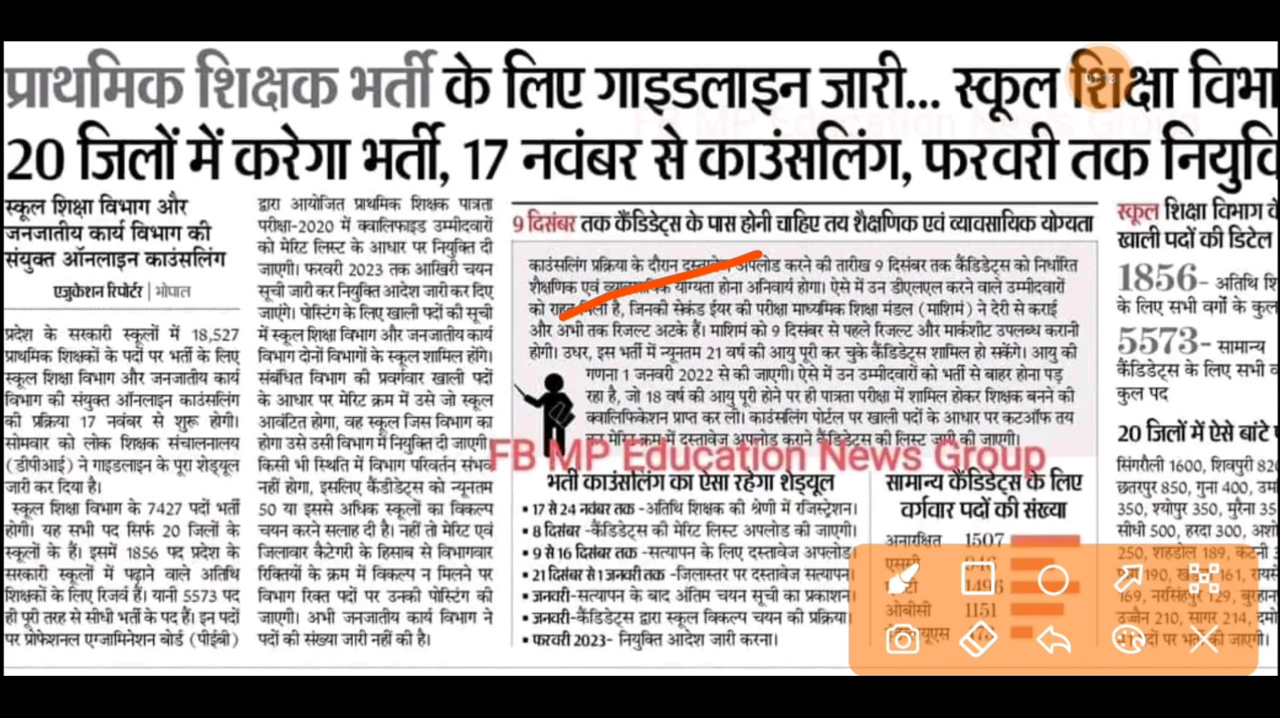 प्राथमिक शिक्षक भर्ती के लिए गाइडलाइन जारी... स्कूल शिक्षा
20 जिलों में करेगा भर्ती, 17 नवंबर से काउंसलिंग, फरवरी तक
स्कूल शिक्षा विभाग और
जनजातीय कार्य विभाग की
संयुक्त ऑनलाइन काउंसलिंग
एजुकेशन रिपोर्टर | भोपाल
प्रदेश के सरकारी स्कूलों में 18,527
प्राथमिक शिक्षकों के पदों पर भर्ती के लिए
स्कूल शिक्षा विभाग और जनजातीय कार्य
विभाग की संयुक्त ऑनलाइन काउंसलिंग
की प्रक्रिया 17 नवंबर से शुरू होगी।
सोमवार को लोक शिक्षक संचालनालय
(डीपीआई) ने गाइडलाइन के पूरा शेड्यूल
जारी कर दिया है।
स्कूल शिक्षा विभाग के 7427 पदों भर्ती
होगी। यह सभी पद सिर्फ 20 जिलों के
स्कूलों के हैं। इसमें 1856 पद प्रदेश के
सरकारी स्कूलों में पढ़ाने वाले अतिथि
शिक्षकों के लिए रिजर्व हैं। यानी 5573 पद
ही पूरी तरह से सीधी भर्ती के पद हैं। इन पदों
पर प्रोफेशनल एग्जामिनेशन बोर्ड (पीईबी)
द्वारा आयोजित प्राथमिक शिक्षक पात्रता
परीक्षा-2020 में क्वालिफाइड उम्मीदवारों
को मेरिट लिस्ट के आधार पर नियुक्ति दी
जाएगी। फरवरी 2023 तक आखिरी चयन
सूची जारी कर नियुक्ति आदेश जारी कर दिए
जाएंगे। पोस्टिंग के लिए खाली पदों की सूची
में स्कूल शिक्षा विभाग और जनजातीय कार्य
विभाग दोनों विभागों के स्कूल शामिल होंगे।
संबंधित विभाग की प्रवर्गवार खाली पदों
के आधार पर मेरिट क्रम में उसे जो स्कूल
आवंटित होगा, वह स्कूल जिस विभाग का
होगा उसे उसी विभाग में नियुक्ति दी जाएगी।
किसी भी स्थिति में विभाग परिवर्तन संभव
नहीं होगा, इसलिए कैंडीडेट्स को न्यूनतम
50 या इससे अधिक स्कूलों का विकल्प
चयन करने सलाह दी है। नहीं तो मेरिट एवं
जिलावार कैटेगरी के हिसाब से विभागवार
रिक्तियों के क्रम में विकल्प न मिलने पर
विभाग रिक्त पदों पर उनकी पोस्टिंग की
जाएगी। अभी जनजातीय कार्य विभाग ने
पदों की संख्या जारी नहीं की है।
9 दिसंबर तक कैंडिडेट्स के पास होनी चाहिए तय शैक्षणिक एवं व्यावसायिक योग्यता
काउंसलिंग प्रक्रिया के दौरान दस्तावेज अपलोड करने की तारीख 9 दिसंबर तक कैंडिडेट्स को निर्धारित
शैक्षणिक एवं व्यावसायिक योग्यता होना अनिवार्य होगा। ऐसे में उन डीएलएल करने वाले उम्मीदवारों
को राहत मिली है, जिनकी सेकंड ईयर की परीक्षा माध्यमिक शिक्षा मंडल (माशिमं) ने देरी से कराई
और अभी तक रिजल्ट अटके हैं। माशिमं को 9 दिसंबर से पहले रिजल्ट और मार्कशीट उपलब्ध करानी
होगी। उधर, इस भर्ती में न्यूनतम 21 वर्ष की आयु पूरी कर चुके कैंडिडेट्स शामिल हो सकेंगे। आयु की
गणना 1 जनवरी 2022 से की जाएगी। ऐसे में उन उम्मीदवारों को भर्ती से बाहर होना पड़
रहा है, जो 18 वर्ष की आयु पूरी होने पर ही पात्रता परीक्षा में शामिल होकर शिक्षक बनने की
क्वालिफिकेशन प्राप्त कर ली। काउंसलिंग पोर्टल पर खाली पदों के आधार पर कटऑफ तय
कर मेरिट क्रम में दस्तावेज अपलोड कराने कैंडिडेट्स की लिस्ट जारी की जाएगी।
FB MP Education News Group
भर्ती काउंसलिंग का ऐसा रहेगा शेड्यूल
• 17 से 24 नवंबर तक -अतिथि शिक्षक की श्रेणी में रजिस्ट्रेशन।
• 8 दिसंबर -कैंडिडेट्स की मेरिट लिस्ट अपलोड की जाएगी।
• 9 से 16 दिसंबर तक -सत्यापन के लिए दस्तावेज अपलोड।
• 21 दिसंबर से 1 जनवरी तक -जिलास्तर पर दस्तावेज सत्यापन।
• जनवरी-सत्यापन के बाद अंतिम चयन सूची का प्रकाशन।
• जनवरी-कैंडिडेट्स द्वारा स्कूल विकल्प चयन की प्रक्रिया।
• फरवरी 2023- नियुक्ति आदेश जारी करना।
सामान्य कैंडिडेट्स के लिए
वर्गवार पदों की संख्या
अनारक्षित 1507
ओबीसी 1151
स्कूल शिक्षा विभाग
खाली पदों की डिटेल
1856- अतिथि
के लिए सभी वर्गों के कुल
5573- सामान्य
कैंडिडेट्स के लिए सभी
कुल पद
20 जिलों में ऐसे बांटे
सिंगरौली 1600, शिवपुरी
छतरपुर 850, गुना 400,
350, श्योपुर 350, मुरैना
सीधी 500, हरदा 300,
250, शहडोल 189, कटनी
190, 161,
169, नरसिंहपुर 129,
उज्जैन 210, सागर 214,
पदों पर की जाएगी।